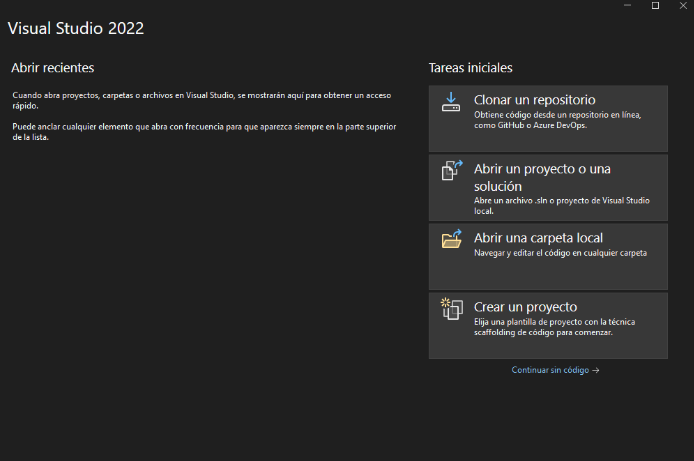 Visual Studio 2022
Abrir recientes
Cuando abra proyectos, carpetas o archivos en Visual Studio, se mostrarán aquí para obtener un acceso
rápido.
Puede anclar cualquier elemento que abra con frecuencia para que aparezca siempre en la parte superior
de la lista.
Tareas iniciales
Clonar un repositorio
Obtiene código desde un repositorio en línea,
como GitHub o Azure DevOps.
Abrir un proyecto o una
solución
Abre un archivo .sln o proyecto de Visual Studio
local.
Abrir una carpeta local
Navegar y editar el código en cualquier carpeta
Crear un proyecto
Elija una plantilla de proyecto con la técnica
scaffolding de código para comenzar.
Continuar sin código →